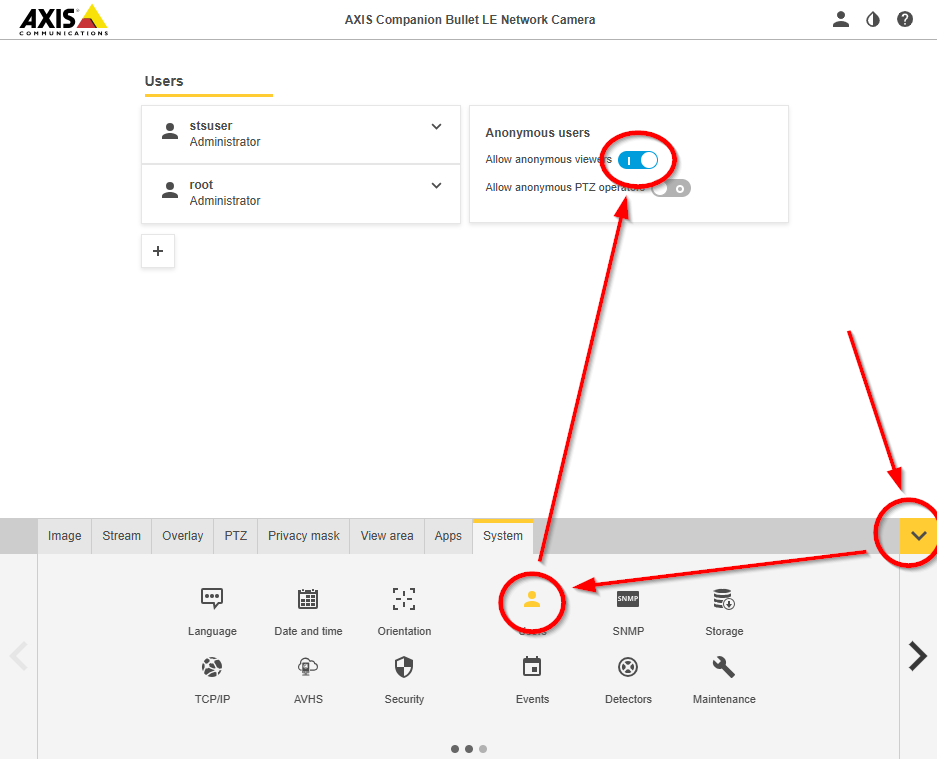 AXIS
COMMUNICATIONS
AXIS Companion Bullet LE Network Camera
Users
stsuser
Administrator
root
Administrator
+
Anonymous users
Allow anonymous viewers
Allow anonymous PTZ operators
Image Stream Overlay PTZ Privacy mask View area Apps System
Language Date and time Orientation Users SNMP SNMP Storage
TCP/IP AVHS Security Events Detectors Maintenance